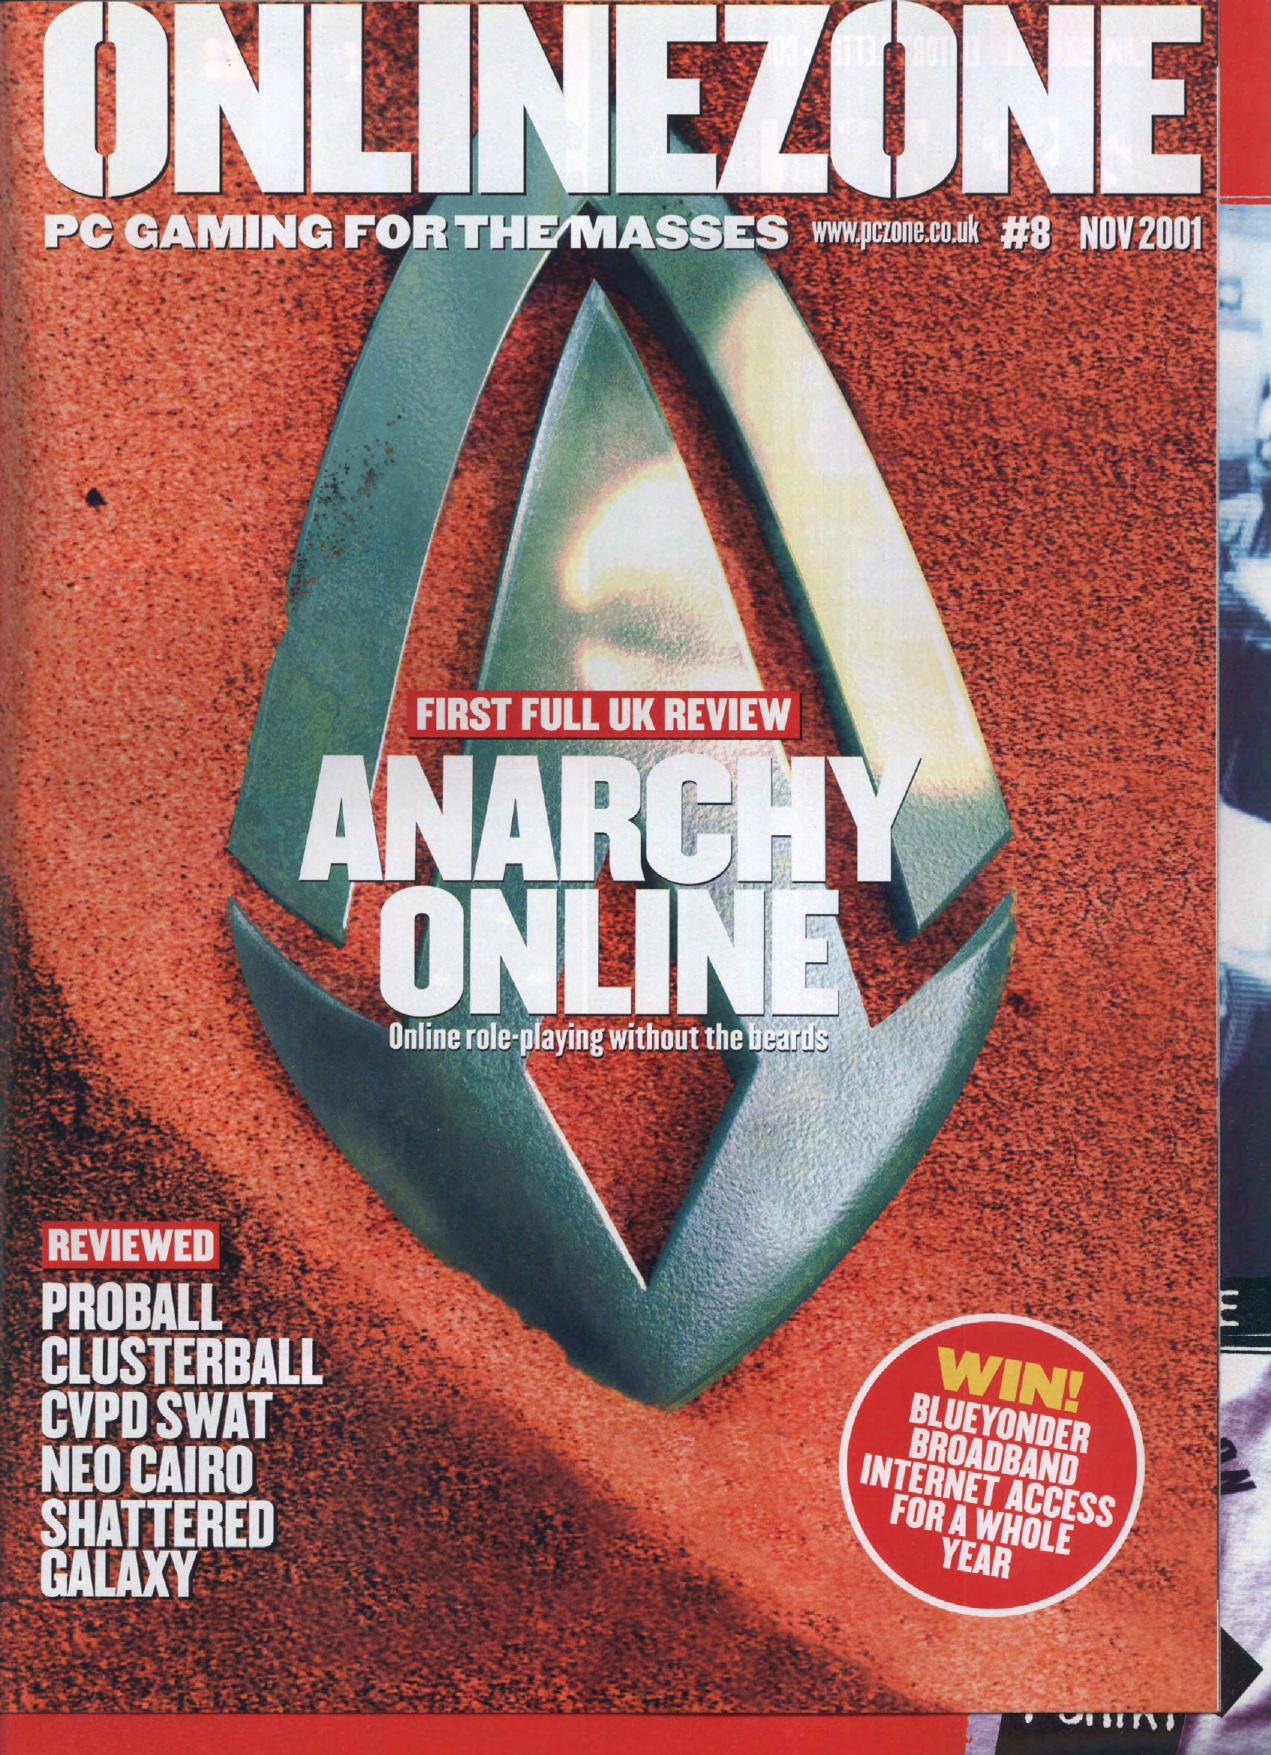 ONLINEZONE
PC GAMING FOR THE MASSES www.pczone.co.uk #8 NOV 2001
FIRST FULL UK REVIEW
ANARCHY
ONLINE
Online role-playing without the beards
REVIEWED
PROBALL
CLUSTERBALL
CVPD SWAT
NEO CAIRO
SHATTERED
GALAXY
WIN!
BLUEYONDER
BROADBAND
INTERNET ACCESS
FOR A WHOLE
YEAR